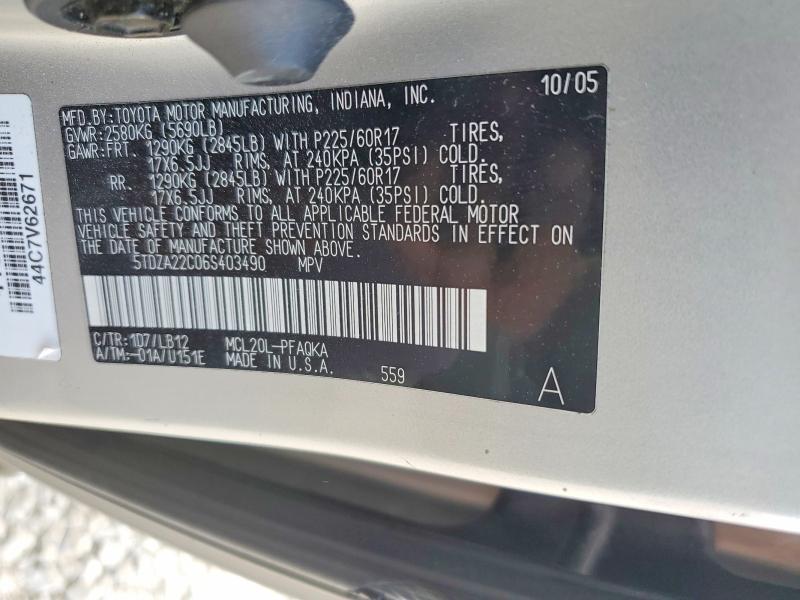 10/05
MFD.BY:TOYOTA MOTOR MANUFACTURING, INDIANA, INC.
GVWR:2580KG (5690LB)
GAWR:FRT. 1290KG (2845LB) WITH P225/60R17 TIRES,
17X6.5JJ RIMS, AT 240KPA (35PSI) COLD.
RR. 1290KG (2845LB) WITH P225/60R17 TIRES,
17X6.5JJ RIMS, AT 240KPA (35PSI) COLD.
THIS VEHICLE CONFORMS TO ALL APPLICABLE FEDERAL MOTOR
VEHICLE SAFETY AND THEFT PREVENTION STANDARDS IN EFFECT ON
THE DATE OF MANUFACTURE SHOWN ABOVE.
5TDZA22C06S403490 MPV
C/TR:1D7/LB12 MCL20L-PFAQKA
A/TM:-01A/U151E MADE IN U.S.A.
559
A
44C7V62671